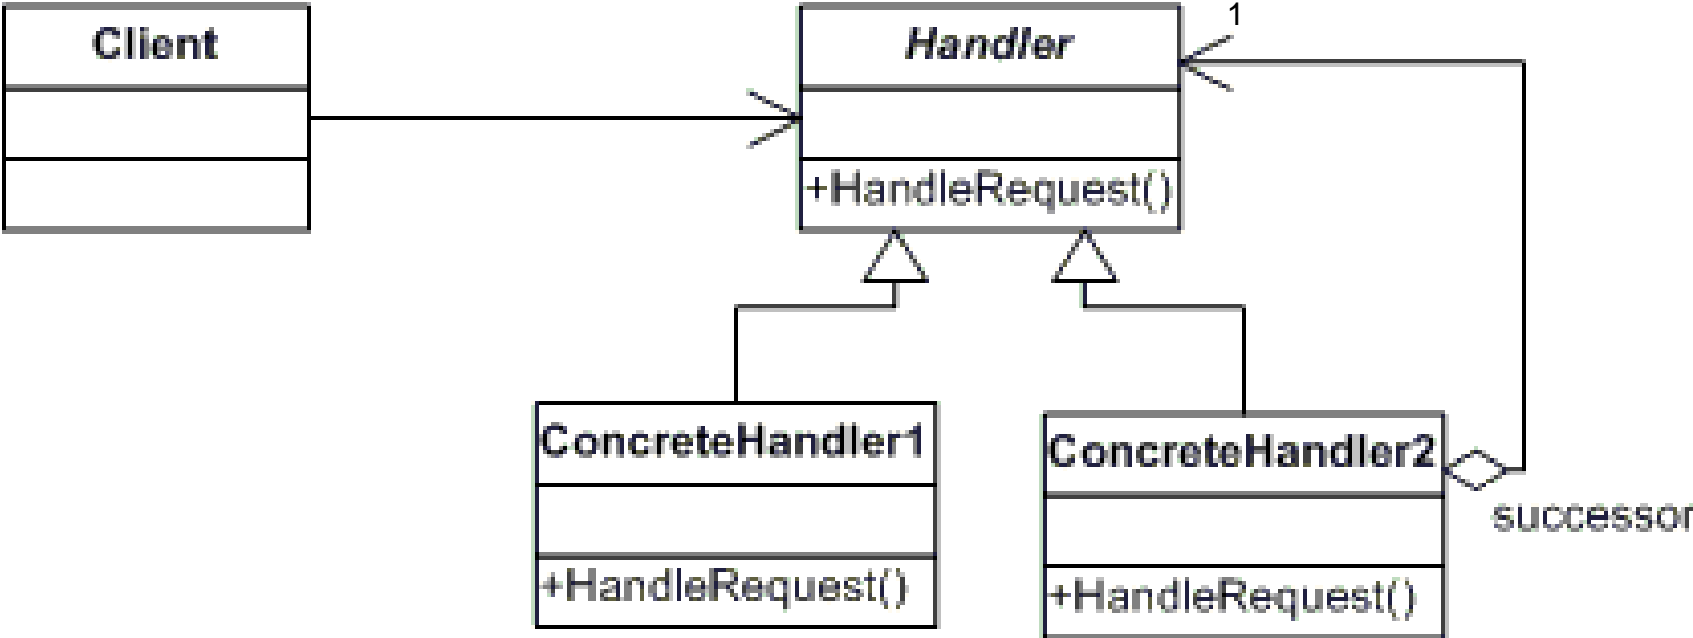 Client
Handler
1
+HandleRequest()
ConcreteHandler1
+HandleRequest()
ConcreteHandler2
successor
+HandleRequest()